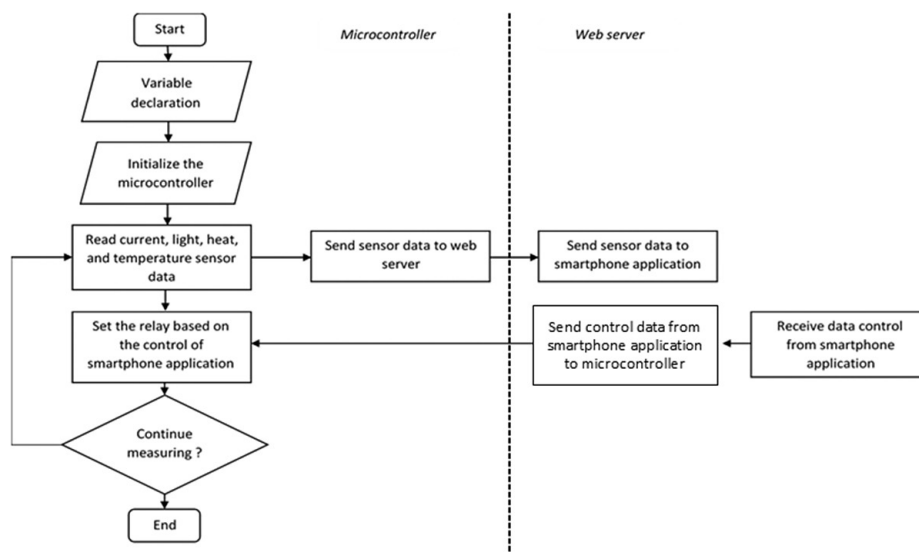 Start
Microcontroller
Web server
Variable
declaration
Initialize the
microcontroller
Read current, light, heat,
and temperature sensor
data
Send sensor data to web
server
Send sensor data to
smartphone application
Set the relay based on
the control of
smartphone application
Send control data from
smartphone application
to microcontroller
Receive data control
from smartphone
application
Continue
measuring ?
End